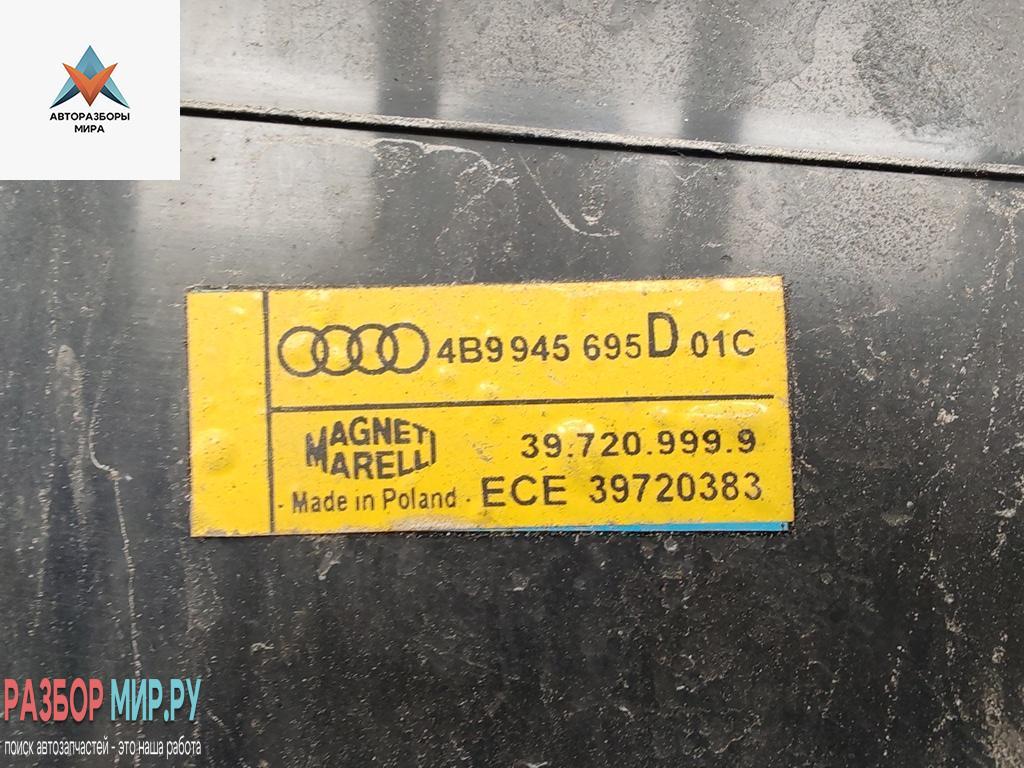 АВТОРАЗБОРЫ
МИРА
4B9 945 695 D 01C
MAGNETI
MARELLI
39.720.999.9
- Made in Poland - ECE 39720383
РАЗБОР МИР.РУ
поиск автозапчастей - это наша работа